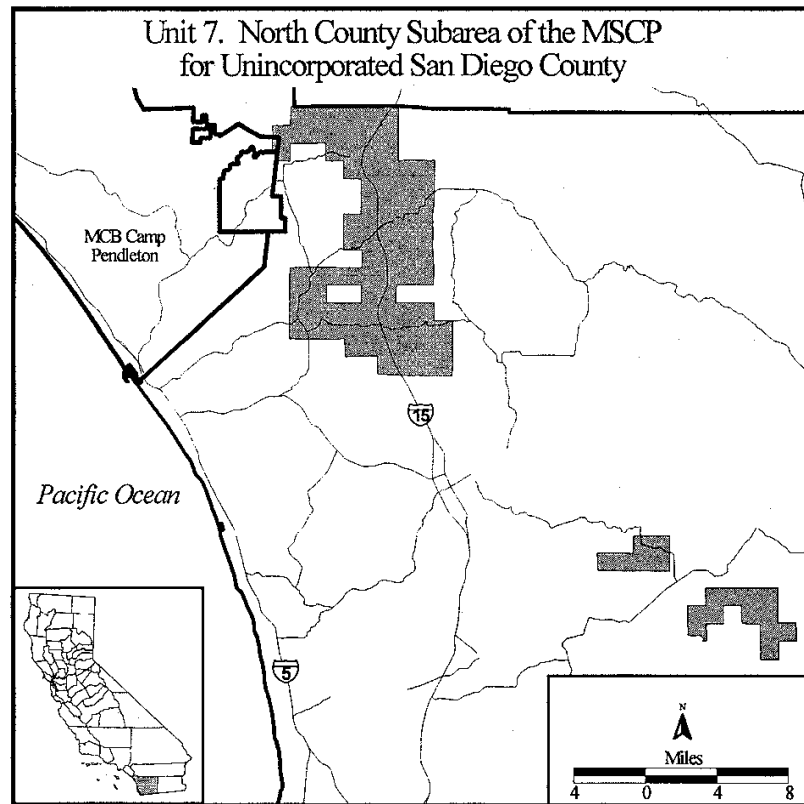 Unit 7. North County Subarea of the MSCP
for Unincorporated San Diego County
MCB Camp
Pendleton
15
Pacific Ocean
5
N
Miles
4 0 4 8